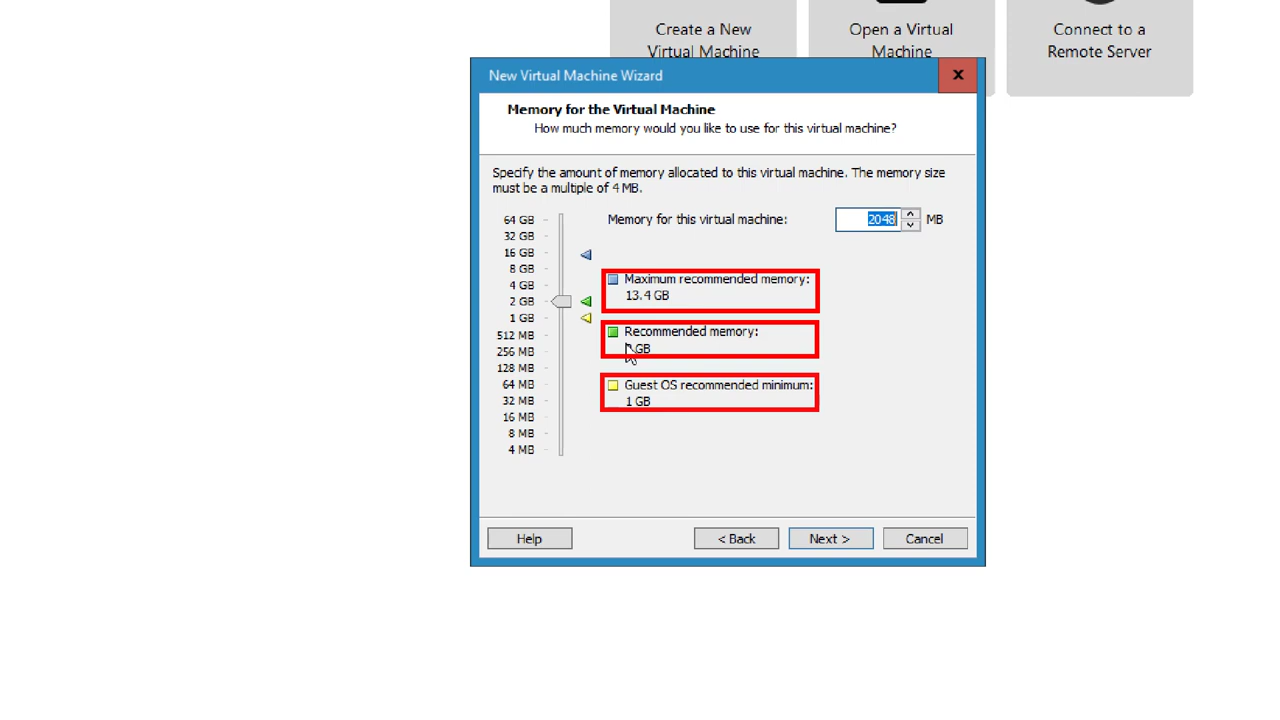 Create a New
Virtual Machine
Open a Virtual
Machine
Connect to a
Remote Server
New Virtual Machine Wizard
Memory for the Virtual Machine
How much memory would you like to use for this virtual machine?
Specify the amount of memory allocated to this virtual machine. The memory size
must be a multiple of 4 MB.
64 GB
32 GB
16 GB
8 GB
4 GB
2 GB
1 GB
512 MB
256 MB
128 MB
64 MB
32 MB
16 MB
8 MB
4 MB
Memory for this virtual machine: 2048 MB
Maximum recommended memory:
13.4 GB
Recommended memory:
GB
Guest OS recommended minimum:
1 GB
Help
< Back
Next >
Cancel